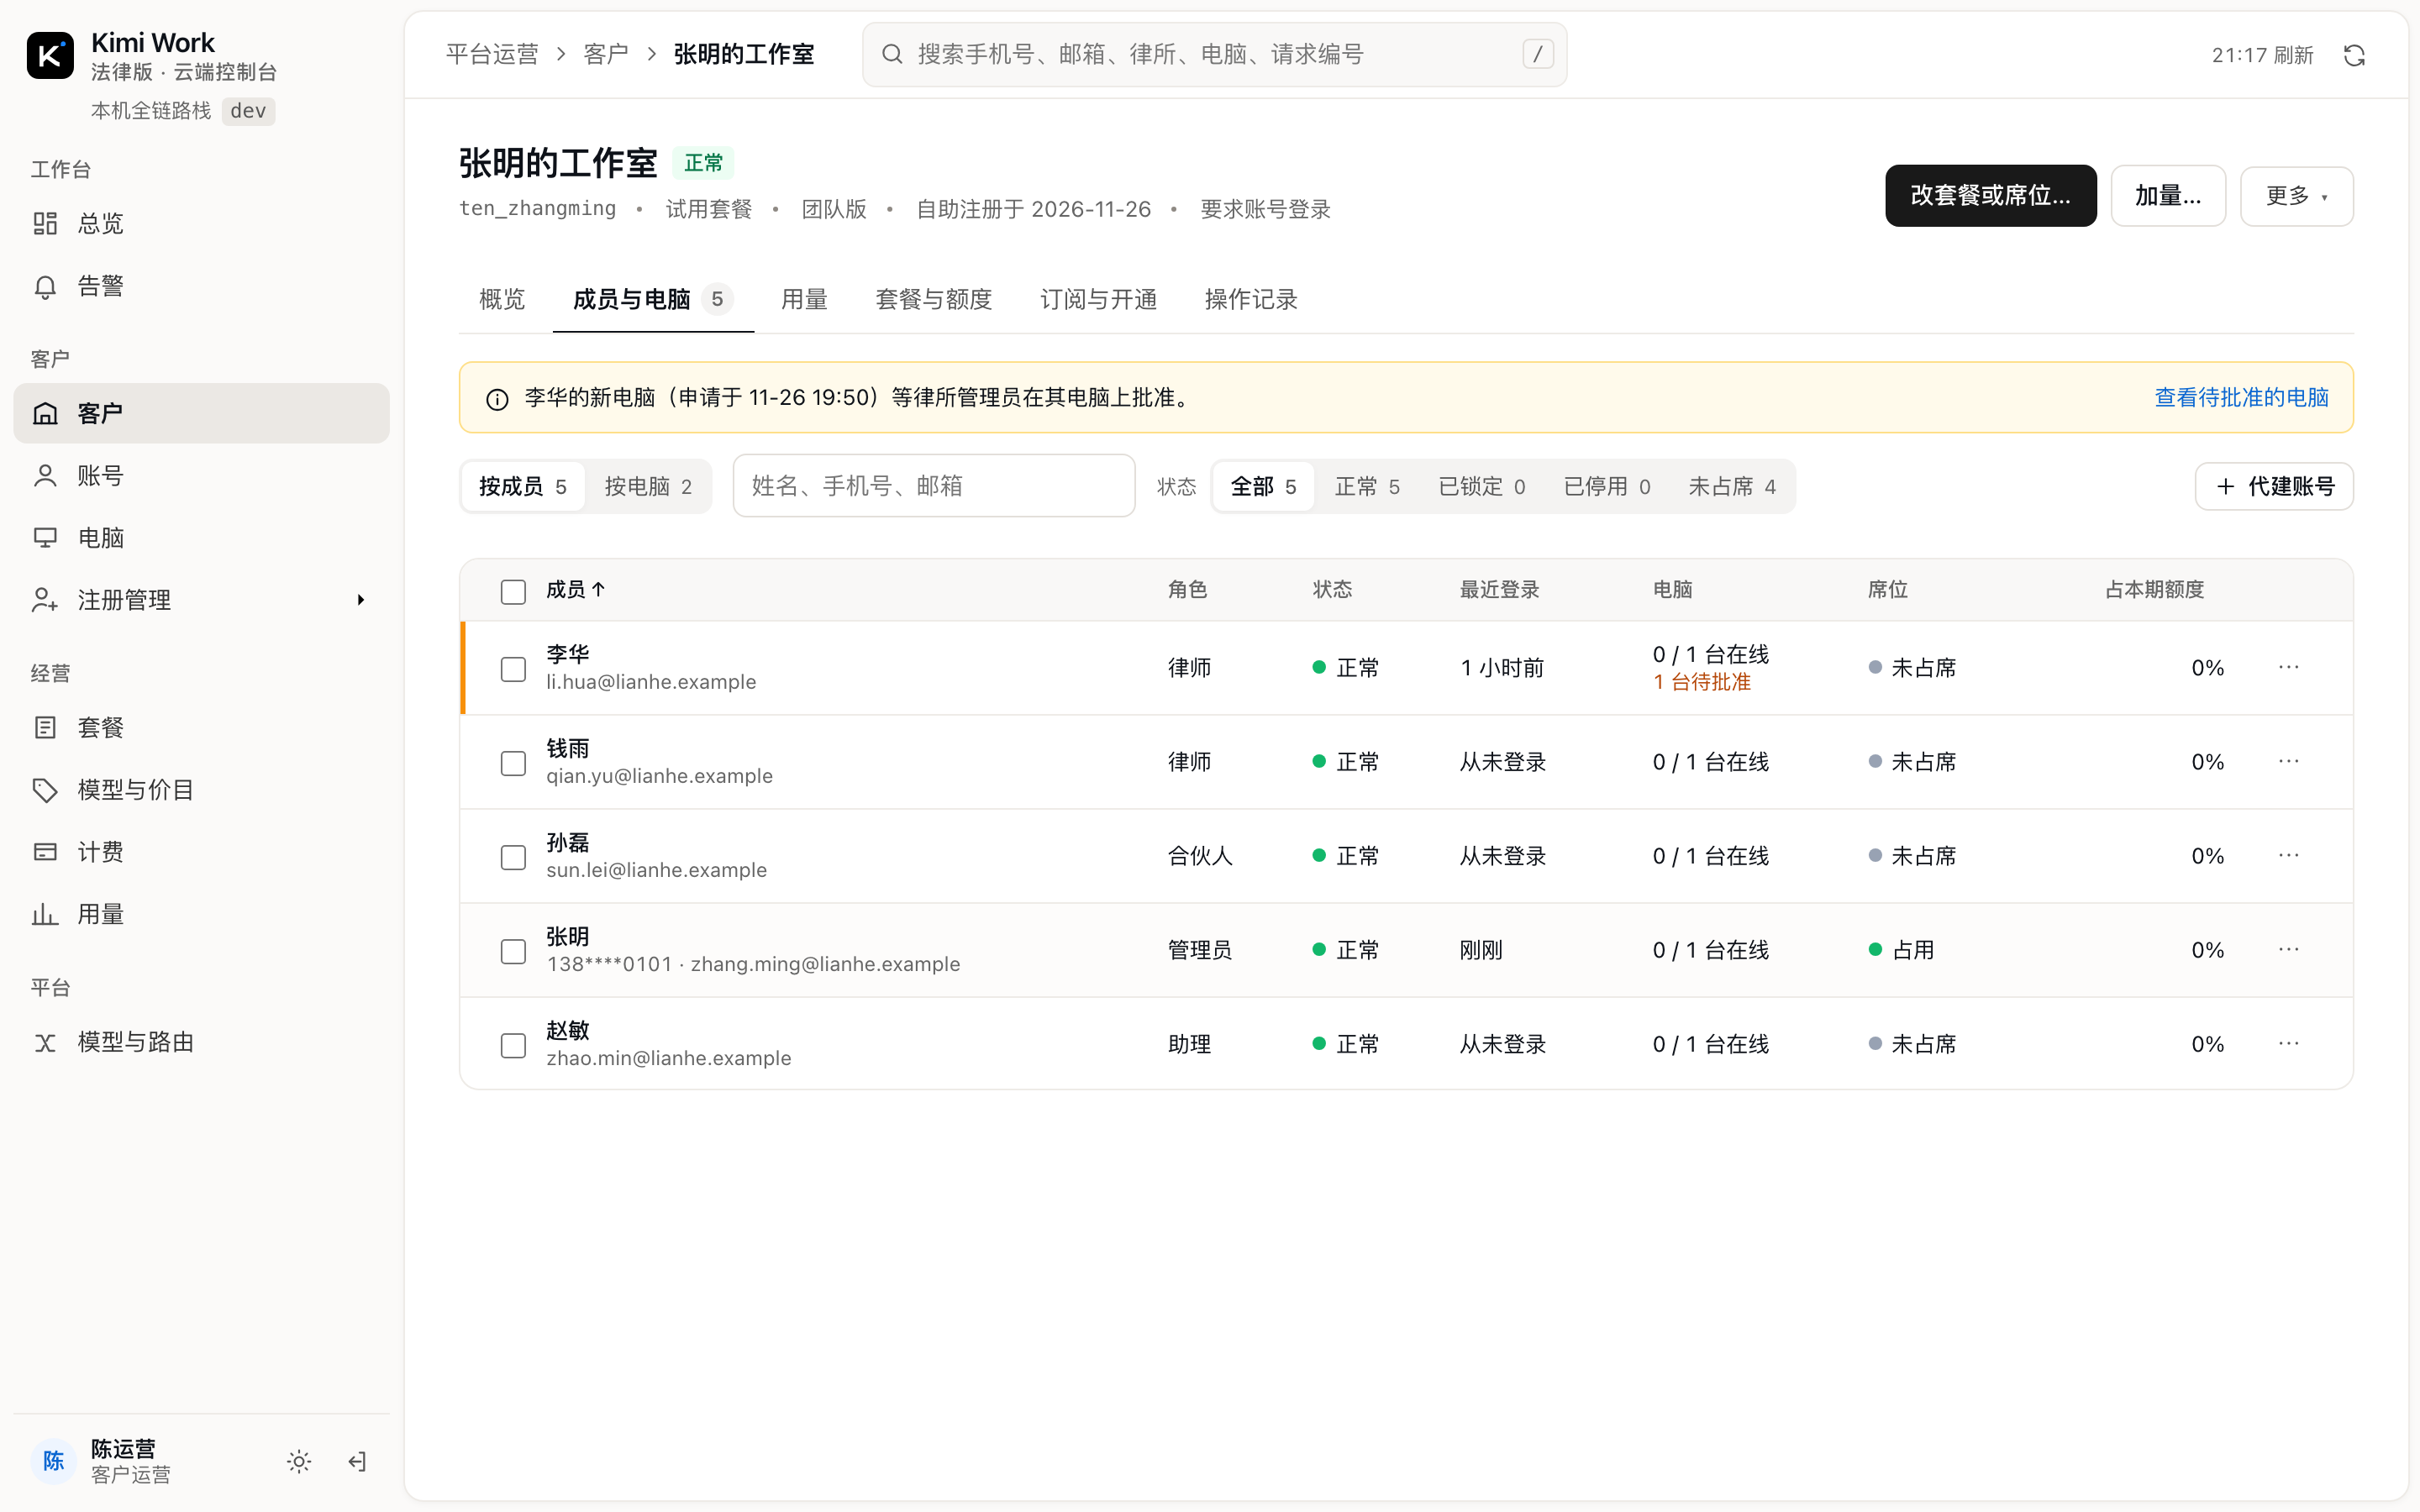 Kimi Work
法律版 · 云端控制台
本机全链路栈 dev
工作台
总览
告警
客户
客户
账号
电脑
注册管理
经营
套餐
模型与价目
计费
用量
平台
模型与路由
陈 陈运营
客户运营
平台运营 > 客户 > 张明的工作室
搜索手机号、邮箱、律所、电脑、请求编号 /
21:17 刷新
张明的工作室 正常
ten_zhangming • 试用套餐 • 团队版 • 自助注册于 2026-11-26 • 要求账号登录
改套餐或席位... 加量... 更多
概览 成员与电脑 5 用量 套餐与额度 订阅与开通 操作记录
李华的新电脑（申请于 11-26 19:50）等律所管理员在其电脑上批准。 查看待批准的电脑
按成员 5 按电脑 2 姓名、手机号、邮箱 状态 全部 5 正常 5 已锁定 0 已停用 0 未占席 4 + 代建账号
成员 ↑ 角色 状态 最近登录 电脑 席位 占本期额度
李华 律师 正常 1 小时前 0 / 1 台在线 未占席 0% ...
li.hua@lianhe.example 1 台待批准
钱雨 律师 正常 从未登录 0 / 1 台在线 未占席 0% ...
qian.yu@lianhe.example
孙磊 合伙人 正常 从未登录 0 / 1 台在线 未占席 0% ...
sun.lei@lianhe.example
张明 管理员 正常 刚刚 0 / 1 台在线 占用 0% ...
138****0101 · zhang.ming@lianhe.example
赵敏 助理 正常 从未登录 0 / 1 台在线 未占席 0% ...
zhao.min@lianhe.example